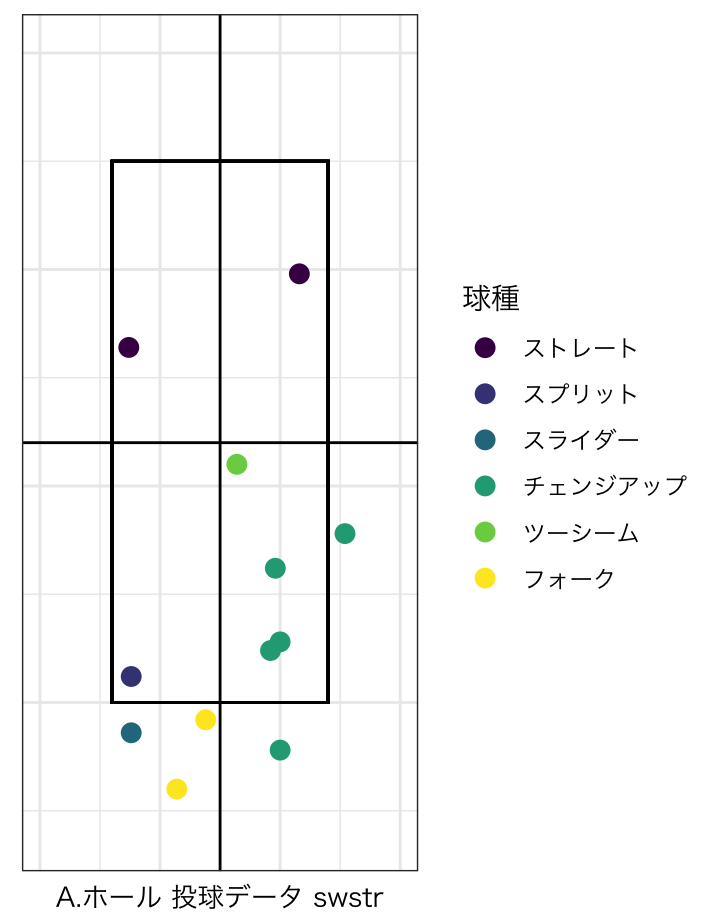 球種
ストレート
スプリット
スライダー
チェンジアップ
ツーシーム
フォーク
A.ホール 投球データ swstr